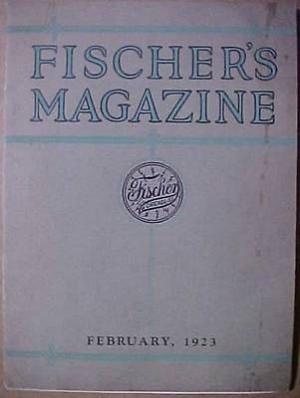 FISCHER'S
MAGAZINE
Fischer
FEBRUARY, 1923